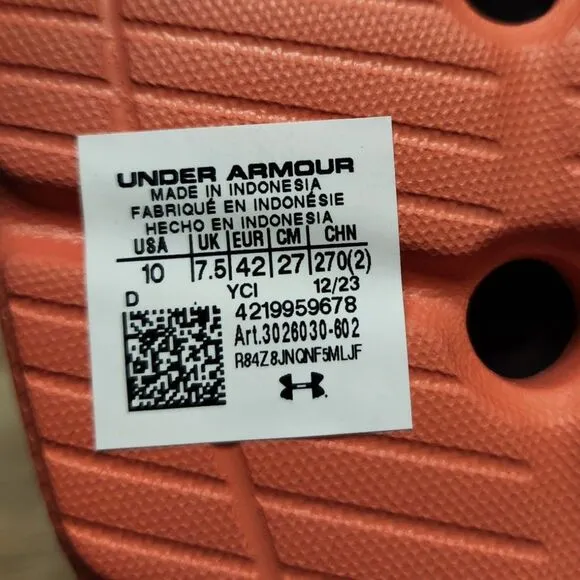 UNDER ARMOUR
MADE IN INDONESIA
FABRIQUÉ EN INDONÉSIE
HECHO EN INDONESIA
USA UK EUR CM CHN
10 7.5 42 27 270(2)
D YCI 12/23
4219959678
Art.3026030-602
R84Z8JNQNF5MLJF